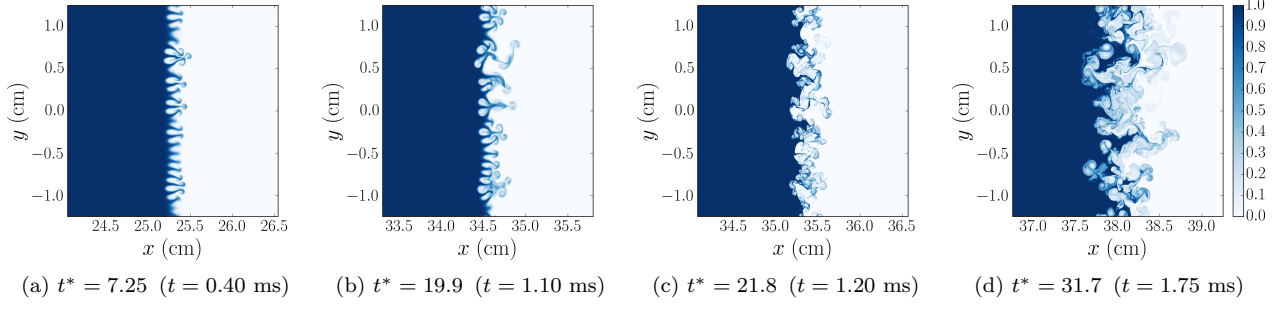 1.0
0.5
0.0
−0.5
−1.0
y (cm)
24.5 25.0 25.5 26.0 26.5
x (cm)
(a) t* = 7.25 (t = 0.40 ms)
1.0
0.5
0.0
−0.5
−1.0
y (cm)
33.5 34.0 34.5 35.0 35.5
x (cm)
(b) t* = 19.9 (t = 1.10 ms)
1.0
0.5
0.0
−0.5
−1.0
y (cm)
34.5 35.0 35.5 36.0 36.5
x (cm)
(c) t* = 21.8 (t = 1.20 ms)
1.0
0.5
0.0
−0.5
−1.0
y (cm)
37.0 37.5 38.0 38.5 39.0
x (cm)
(d) t* = 31.7 (t = 1.75 ms)
1.0
0.9
0.8
0.7
0.6
0.5
0.4
0.3
0.2
0.1
0.0